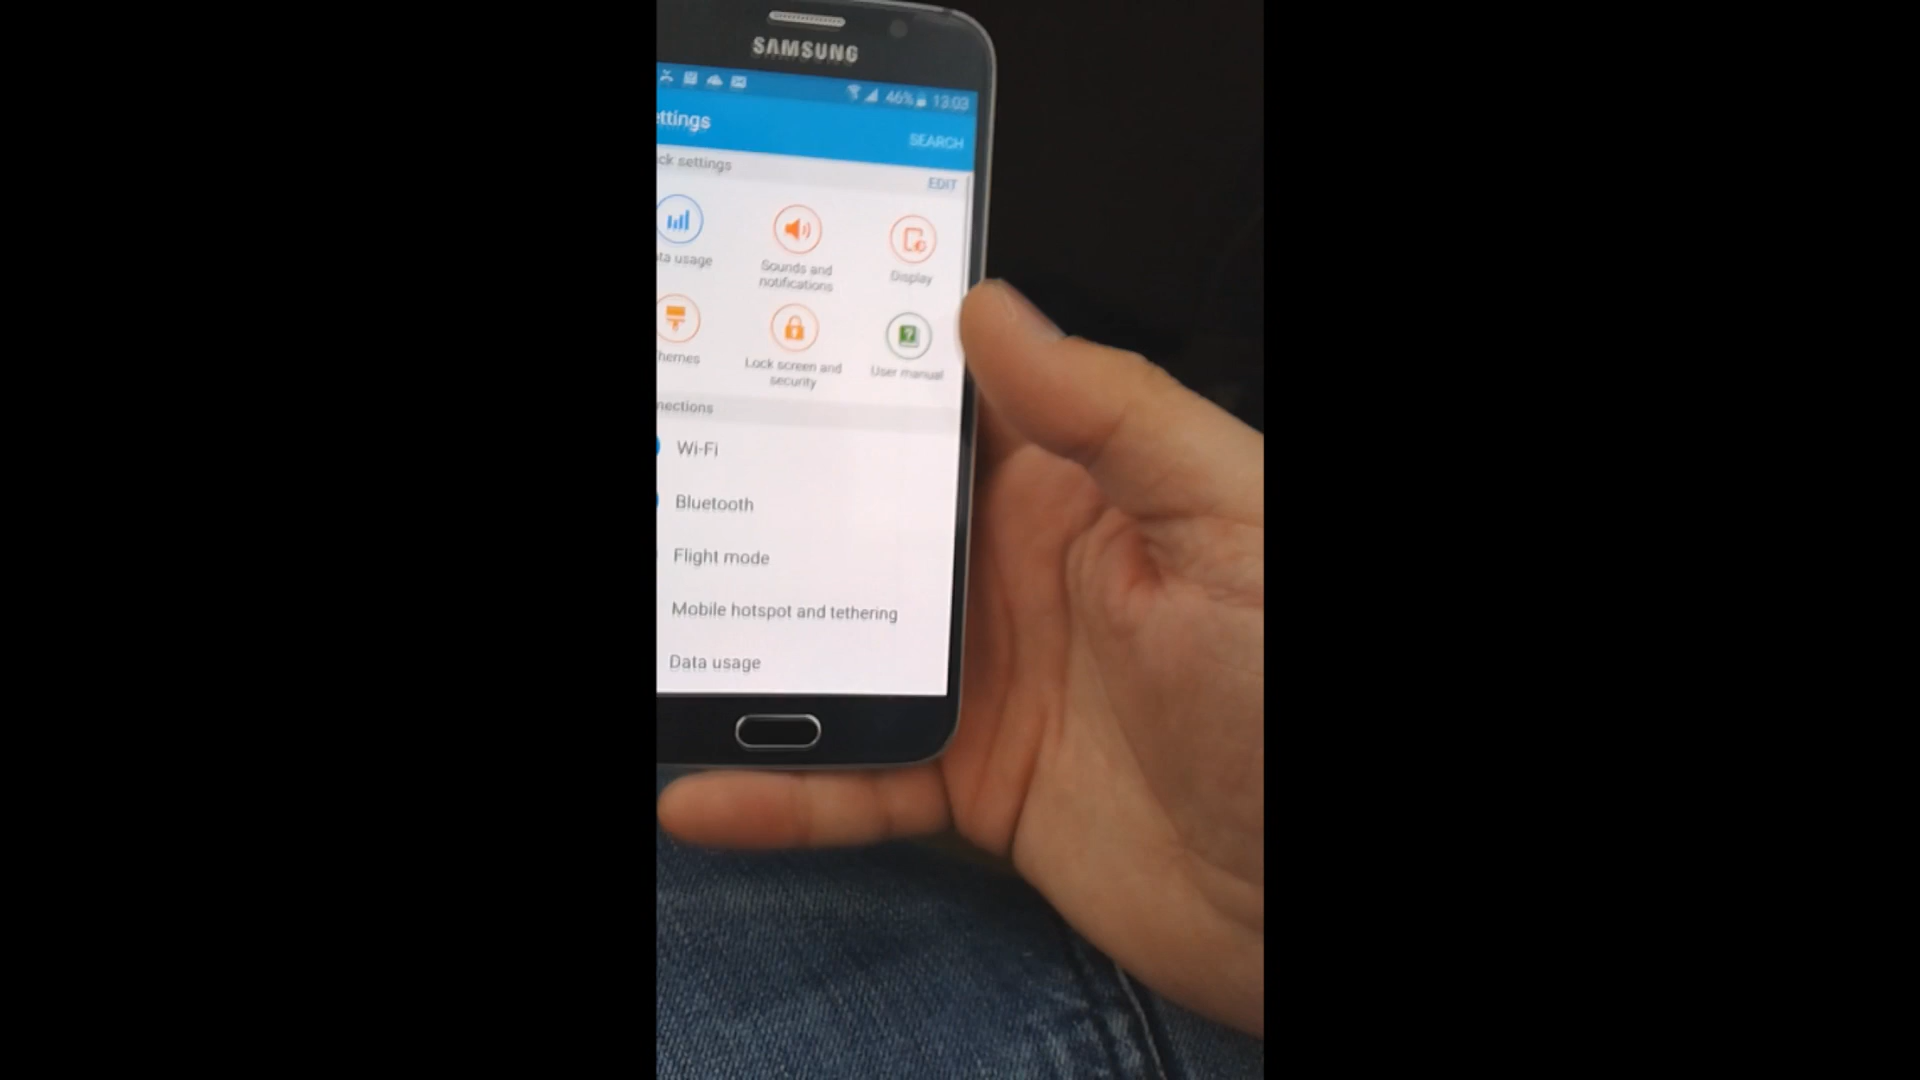 SAMSUNG
46% 13:03
ettings
SEARCH
ck settings
EDIT
ta usage
Sounds and
notifications
Display
hemes
Lock screen and
security
User manual
nections
Wi-Fi
Bluetooth
Flight mode
Mobile hotspot and tethering
Data usage